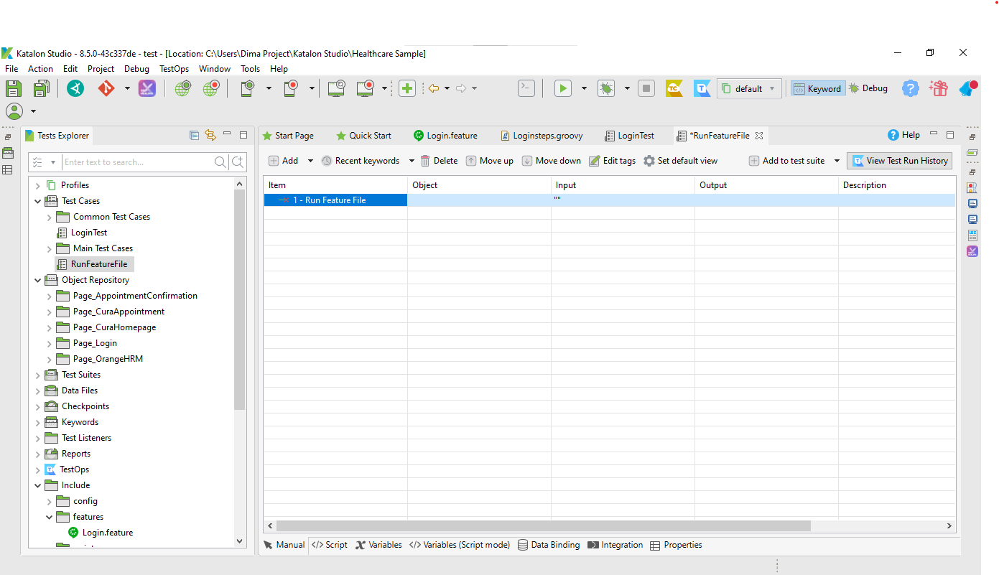 Katalon Studio - 8.5.0-43c337de - test - [Location: C:\Users\Dima Project\Katalon Studio\Healthcare Sample]
File Action Edit Project Debug TestOps Window Tools Help
TC T default Keyword Debug
Tests Explorer
Start Page Quick Start Login.feature Loginsteps.groovy LoginTest *RunFeatureFile Help
Enter text to search...
Add Recent keywords Delete Move up Move down Edit tags Set default view Add to test suite View Test Run History
Item Object Input Output Description
1 - Run Feature File ""
Profiles
Test Cases
Common Test Cases
LoginTest
Main Test Cases
RunFeatureFile
Object Repository
Page_AppointmentConfirmation
Page_CuraAppointment
Page_CuraHomepage
Page_Login
Page_OrangeHRM
Test Suites
Data Files
Checkpoints
Keywords
Test Listeners
Reports
TestOps
Include
config
features
Login.feature
Manual Script Variables Variables (Script mode) Data Binding Integration Properties